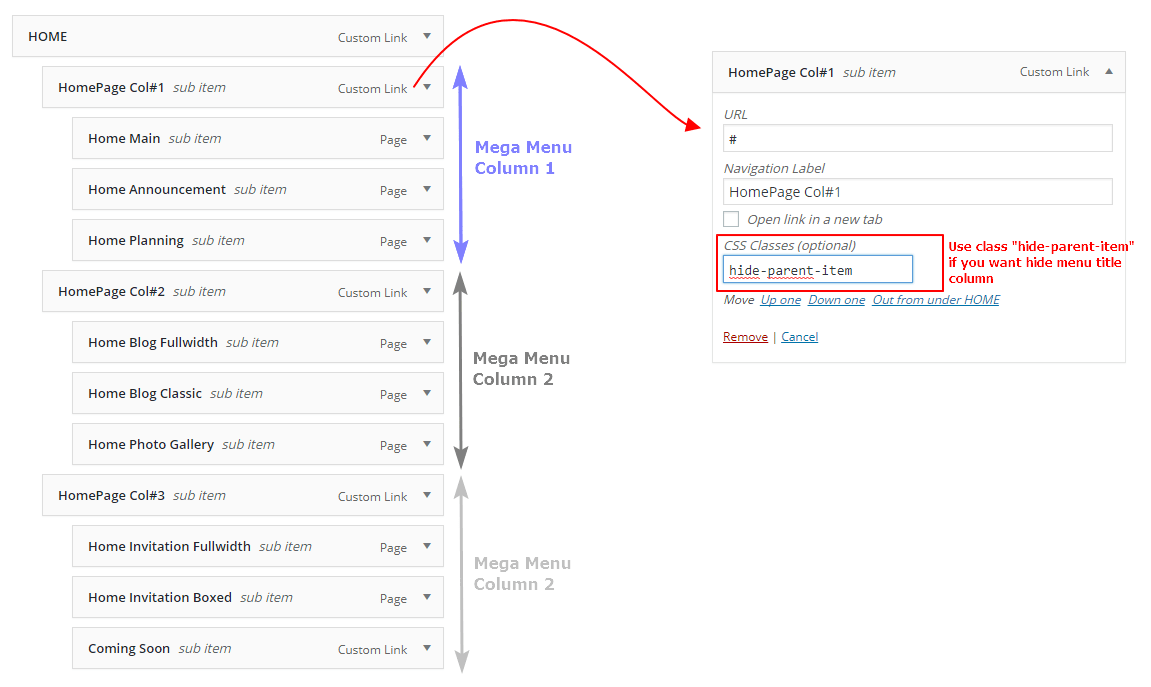 HOME Custom Link
HomePage Col#1 sub item Custom Link
Home Main sub item Page
Home Announcement sub item Page
Home Planning sub item Page
HomePage Col#2 sub item Custom Link
Home Blog Fullwidth sub item Page
Home Blog Classic sub item Page
Home Photo Gallery sub item Page
HomePage Col#3 sub item Custom Link
Home Invitation Fullwidth sub item Page
Home Invitation Boxed sub item Page
Coming Soon sub item Custom Link
Mega Menu
Column 1
Mega Menu
Column 2
Mega Menu
Column 2
HomePage Col#1 sub item Custom Link
URL
#
Navigation Label
HomePage Col#1
Open link in a new tab
CSS Classes (optional)
hide-parent-item
Use class "hide-parent-item"
if you want hide menu title
column
Move Up one Down one Out from under HOME
Remove | Cancel